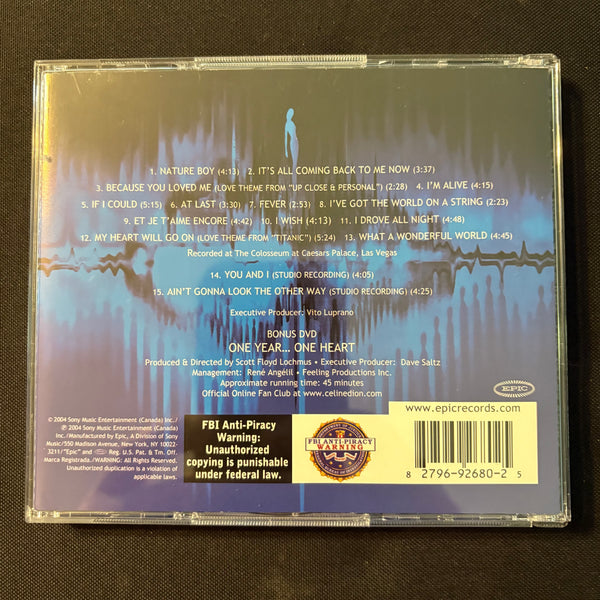 1. NATURE BOY (4:13) 2. IT'S ALL COMING BACK TO ME NOW (3:37)
3. BECAUSE YOU LOVED ME (LOVE THEME FROM "UP CLOSE & PERSONAL") (2:28) 4. I'M ALIVE (4:15)
5. IF I COULD (5:15) 6. AT LAST (3:30) 7. FEVER (2:53) 8. I'VE GOT THE WORLD ON A STRING (2:23)
9. ET JE T'AIME ENCORE (4:42) 10. I WISH (4:13) 11. I DROVE ALL NIGHT (4:48)
12. MY HEART WILL GO ON (LOVE THEME FROM "TITANIC") (5:24) 13. WHAT A WONDERFUL WORLD (4:45)
Recorded at The Colosseum at Caesars Palace, Las Vegas
14. YOU AND I (STUDIO RECORDING) (4:05)
15. AIN'T GONNA LOOK THE OTHER WAY (STUDIO RECORDING) (4:25)
Executive Producer: Vito Luprano
BONUS DVD
ONE YEAR... ONE HEART
Produced & Directed by Scott Floyd Lochmus • Executive Producer: Dave Saltz
Management: René Angélil • Feeling Productions Inc.
Approximate running time: 45 minutes
Official Online Fan Club at www.celinedion.com
EPIC
www.epicrecords.com
© 2004 Sony Music Entertainment (Canada) Inc./
℗ 2004 Sony Music Entertainment (Canada)
Inc./Manufactured by Epic, A Division of Sony
Music/550 Madison Avenue, New York, NY 10022-
3211/"Epic" and Reg. U.S. Pat. & Tm. Off.
Marca Registrada./WARNING: All Rights Reserved.
Unauthorized duplication is a violation of
applicable laws.
FBI Anti-Piracy
Warning:
Unauthorized
copying is punishable
under federal law.
FBI ANTI-PIRACY
WARNING
8 2796-92680-2 5